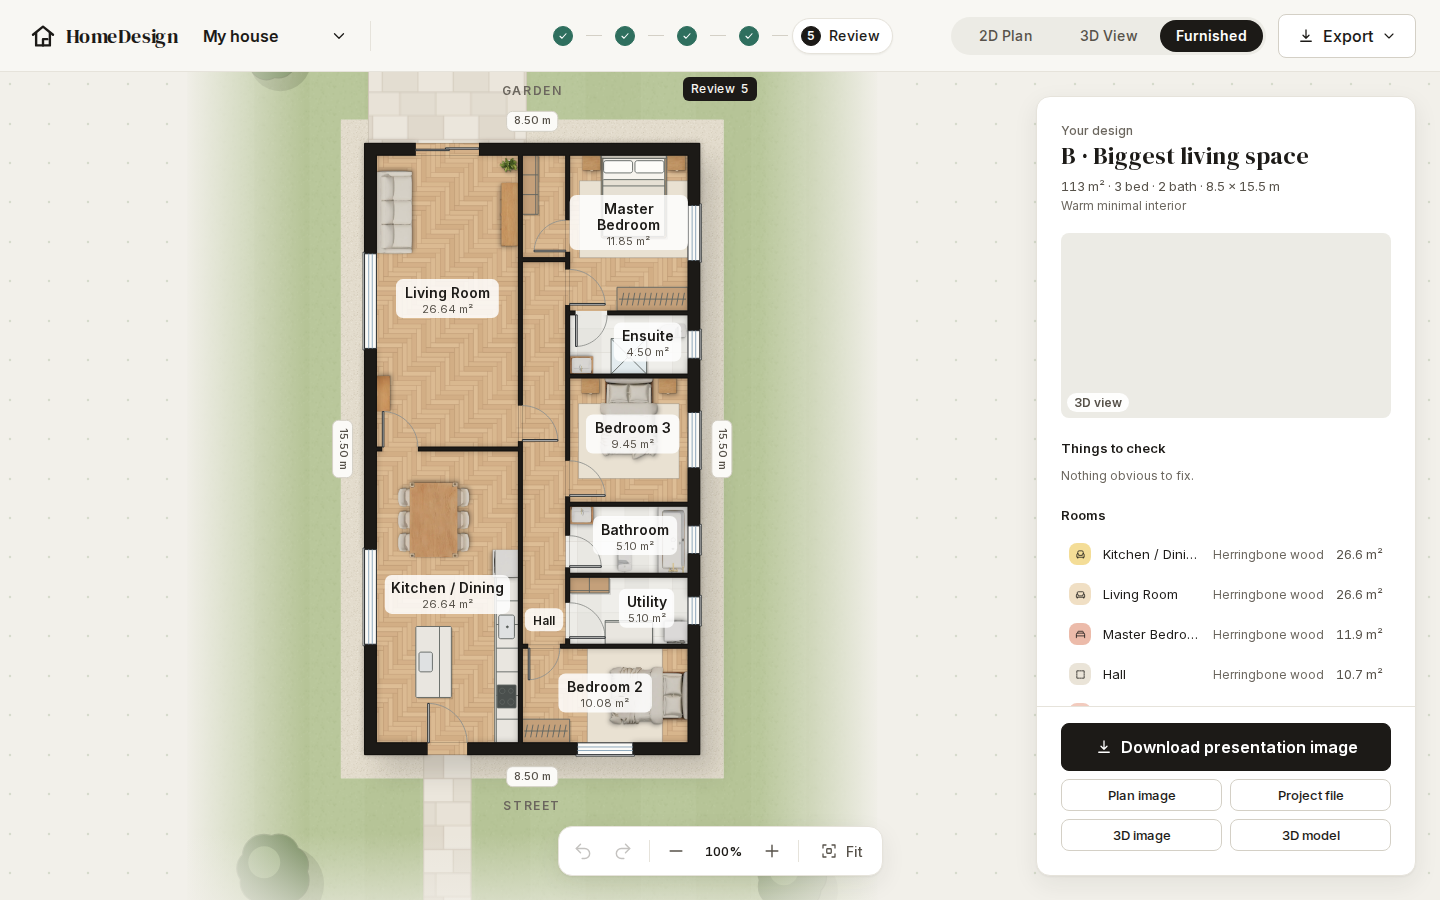 HomeDesign
My house
5 Review
2D Plan
3D View
Furnished
Export
GARDEN
Review 5
8.50 m
Master
Bedroom
11.85 m²
Living Room
26.64 m²
Ensuite
4.50 m²
Bedroom 3
9.45 m²
15.50 m
15.50 m
Bathroom
5.10 m²
Kitchen / Dining
26.64 m²
Utility
5.10 m²
Hall
Bedroom 2
10.08 m²
8.50 m
STREET
100%
Fit
Your design
B · Biggest living space
113 m² · 3 bed · 2 bath · 8.5 × 15.5 m
Warm minimal interior
3D view
Things to check
Nothing obvious to fix.
Rooms
Kitchen / Dini... Herringbone wood 26.6 m²
Living Room Herringbone wood 26.6 m²
Master Bedro... Herringbone wood 11.9 m²
Hall Herringbone wood 10.7 m²
Download presentation image
Plan image
Project file
3D image
3D model